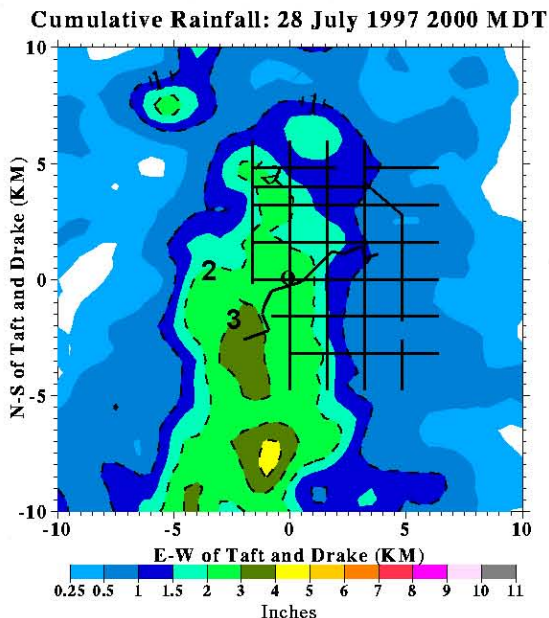 Cumulative Rainfall: 28 July 1997 2000 MDT
10
5
0
-5
-10
N-S of Taft and Drake (KM)
1
1
2
3
-10 -5 0 5 10
E-W of Taft and Drake (KM)
0.25 0.5 1 1.5 2 3 4 5 6 7 8 9 10 11
Inches